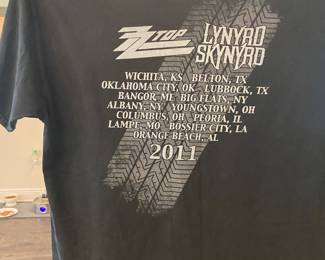 ZZ TOP LYNYRD SKYNYRD
WICHITA, KS - BELTON, TX
OKLAHOMA CITY, OK - LUBBOCK, TX
BANGOR, ME - BIG FLATS, NY
ALBANY, NY - YOUNGSTOWN, OH
COLUMBUS, OH - PEORIA, IL
LAMPE, MO - BOSSIER CITY, LA
ORANGE BEACH, AL
2011